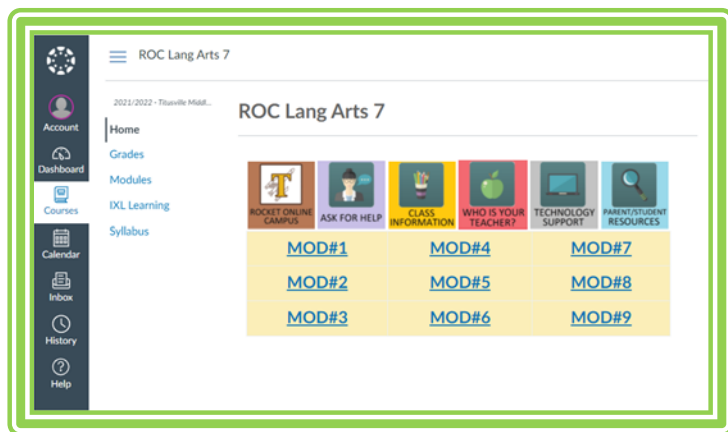 ROC Lang Arts 7
Account
Dashboard
Courses
Calendar
Inbox
History
Help
2021/2022 - Titusville Middl...
Home
Grades
Modules
IXL Learning
Syllabus
ROC Lang Arts 7
T
ROCKET ONLINE
CAMPUS
ASK FOR HELP
CLASS
INFORMATION
WHO IS YOUR
TEACHER?
TECHNOLOGY
SUPPORT
PARENT/STUDENT
RESOURCES
MOD#1 MOD#4 MOD#7
MOD#2 MOD#5 MOD#8
MOD#3 MOD#6 MOD#9